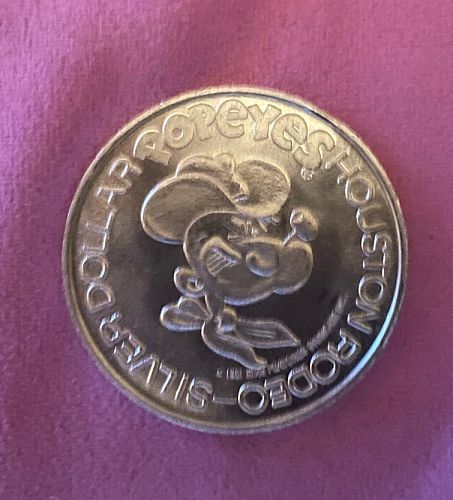 POPEYES
HOUSTON RODEO — SILVER DOLLAR